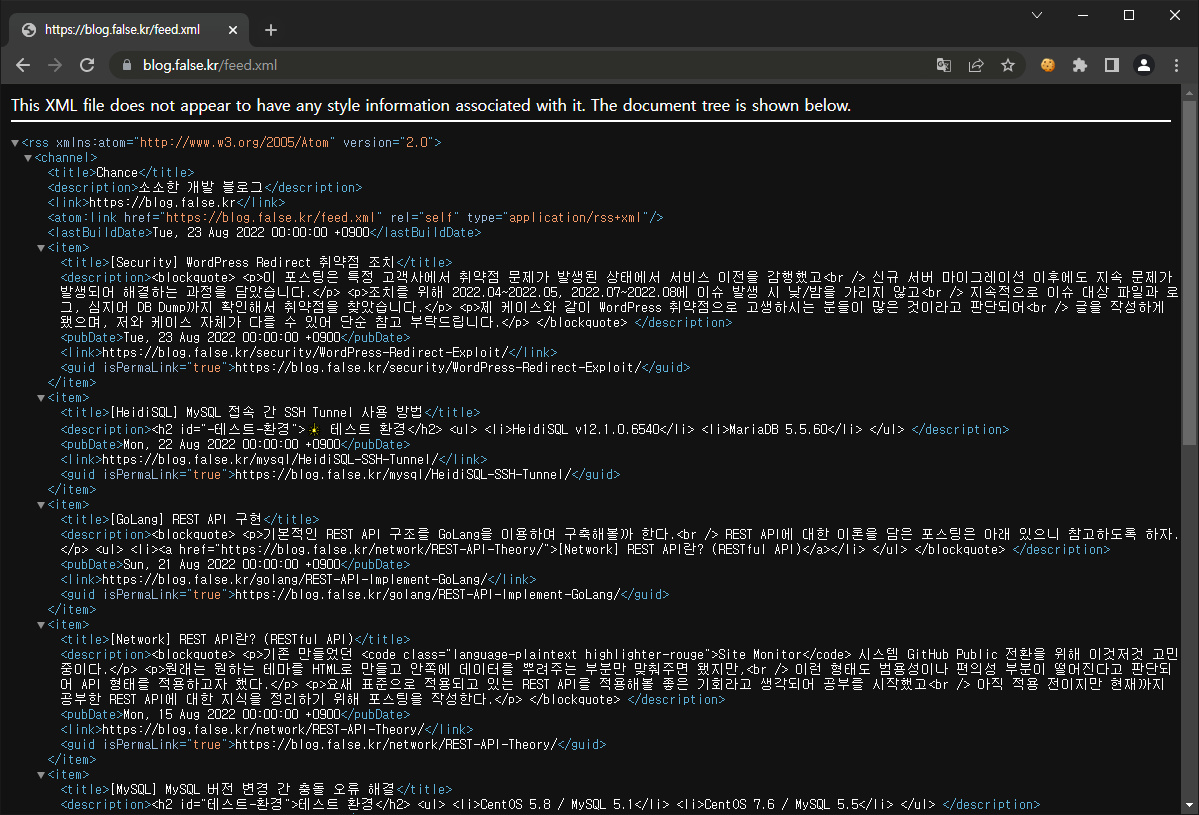 https://blog.false.kr/feed.xml
blog.false.kr/feed.xml
This XML file does not appear to have any style information associated with it. The document tree is shown below.
▼<rss xmlns:atom="http://www.w3.org/2005/Atom" version="2.0">
▼<channel>
<title>Chance</title>
<description>소소한 개발 블로그</description>
<link>https://blog.false.kr</link>
<atom:link href="https://blog.false.kr/feed.xml" rel="self" type="application/rss+xml"/>
<lastBuildDate>Tue, 23 Aug 2022 00:00:00 +0900</lastBuildDate>
▼<item>
<title>[Security] WordPress Redirect 취약점 조치</title>
<description><blockquote> <p>이 포스팅은 특정 고객사에서 취약점 문제가 발생된 상태에서 서비스 이전을 감행했고<br /> 신규 서버 마이그레이션 이후에도 지속 문제가
발생되어 해결하는 과정을 담았습니다.</p> <p>조치를 위해 2022.04~2022.05, 2022.07~2022.08에 이슈 발생 시 낮/밤을 가리지 않고<br /> 지속적으로 이슈 대상 파일과 로
그, 심지어 DB Dump까지 확인해서 취약점을 찾았습니다.</p> <p>제 케이스와 같이 WordPress 취약점으로 고생하시는 분들이 많은 것이라고 판단되어<br /> 글을 작성하게
됐으며, 저와 케이스 자체가 다를 수 있어 단순 참고 부탁드립니다.</p> </blockquote> </description>
<pubDate>Tue, 23 Aug 2022 00:00:00 +0900</pubDate>
<link>https://blog.false.kr/security/WordPress-Redirect-Exploit/</link>
<guid isPermaLink="true">https://blog.false.kr/security/WordPress-Redirect-Exploit/</guid>
</item>
▼<item>
<title>[HeidiSQL] MySQL 접속 간 SSH Tunnel 사용 방법</title>
<description><h2 id="-테스트-환경"> 테스트 환경</h2> <ul> <li>HeidiSQL v12.1.0.6540</li> <li>MariaDB 5.5.60</li> </ul> </description>
<pubDate>Mon, 22 Aug 2022 00:00:00 +0900</pubDate>
<link>https://blog.false.kr/mysql/HeidiSQL-SSH-Tunnel/</link>
<guid isPermaLink="true">https://blog.false.kr/mysql/HeidiSQL-SSH-Tunnel/</guid>
</item>
▼<item>
<title>[GoLang] REST API 구현</title>
<description><blockquote> <p>기본적인 REST API 구조를 GoLang을 이용하여 구축해볼까 한다.<br /> REST API에 대한 이론을 담은 포스팅은 아래 있으니 참고하도록 하자.
</p> <ul> <li><a href="https://blog.false.kr/network/REST-API-Theory/">[Network] REST API란? (RESTful API)</a></li> </ul> </blockquote> </description>
<pubDate>Sun, 21 Aug 2022 00:00:00 +0900</pubDate>
<link>https://blog.false.kr/golang/REST-API-Implement-GoLang/</link>
<guid isPermaLink="true">https://blog.false.kr/golang/REST-API-Implement-GoLang/</guid>
</item>
▼<item>
<title>[Network] REST API란? (RESTful API)</title>
<description><blockquote> <p>기존 만들었던 <code class="language-plaintext highlighter-rouge">Site Monitor</code> 시스템 GitHub Public 전환을 위해 이것저것 고민
중이다.</p> <p>원래는 원하는 테마를 HTML로 만들고 안쪽에 데이터를 뿌려주는 부분만 맞춰주면 됐지만,<br /> 이런 형태도 범용성이나 편의성 부분이 떨어진다고 판단되
어 API 형태를 적용하고자 했다.</p> <p>요새 표준으로 적용되고 있는 REST API를 적용해볼 좋은 기회라고 생각되어 공부를 시작했고<br /> 아직 적용 전이지만 현재까지
공부한 REST API에 대한 지식을 정리하기 위해 포스팅을 작성한다.</p> </blockquote> </description>
<pubDate>Mon, 15 Aug 2022 00:00:00 +0900</pubDate>
<link>https://blog.false.kr/network/REST-API-Theory/</link>
<guid isPermaLink="true">https://blog.false.kr/network/REST-API-Theory/</guid>
</item>
▼<item>
<title>[MySQL] MySQL 버전 변경 간 충돌 오류 해결</title>
<description><h2 id="테스트-환경">테스트 환경</h2> <ul> <li>CentOS 5.8 / MySQL 5.1</li> <li>CentOS 7.6 / MySQL 5.5</li> </ul> </description>